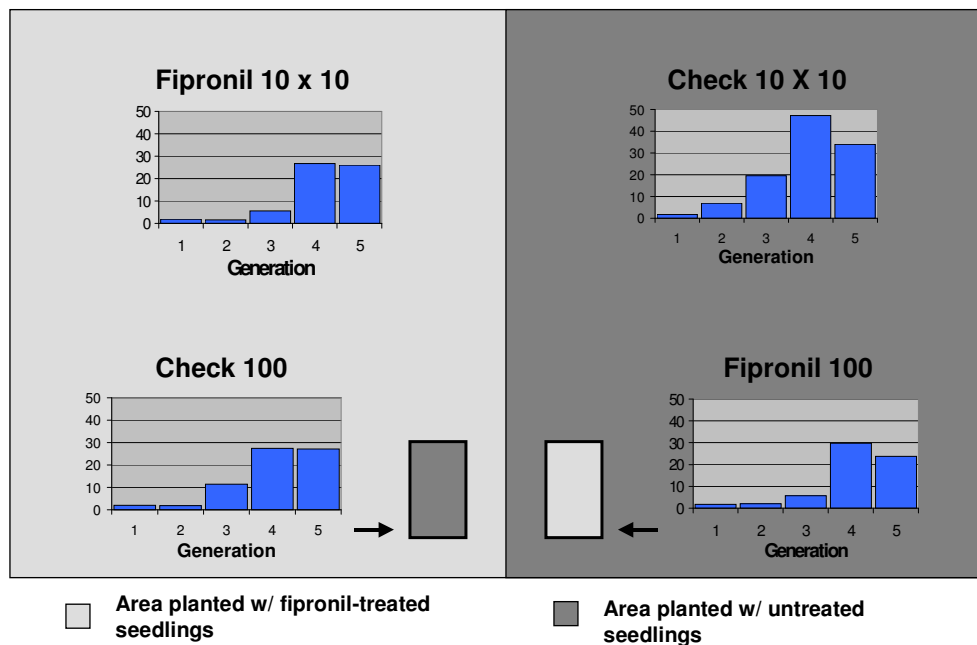 Fipronil 10 x 10
50
40
30
20
10
0
1 2 3 4 5
Generation
Check 10 X 10
50
40
30
20
10
0
1 2 3 4 5
Generation
Check 100
50
40
30
20
10
0
1 2 3 4 5
Generation
Fipronil 100
50
40
30
20
10
0
1 2 3 4 5
Generation
Area planted w/ fipronil-treated
seedlings
Area planted w/ untreated
seedlings